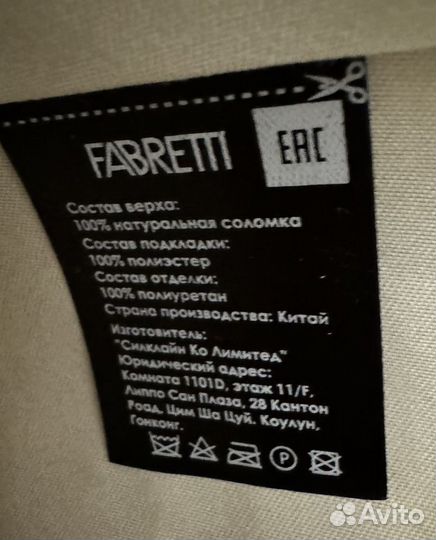 FABRETTI EAC
Состав верха:
100% натуральная соломка
Состав подкладки:
100% полиэстер
Состав отделки:
100% полиуретан
Страна производства: Китай
Изготовитель:
"Силклайн Ко Лимитед"
Юридический адрес:
Комната 1101D, этаж 11/F,
Липпо Сан Плаза, 28 Кантон
Роад, Цим Ша Цуй, Коулун,
Гонконг.
P
Avito